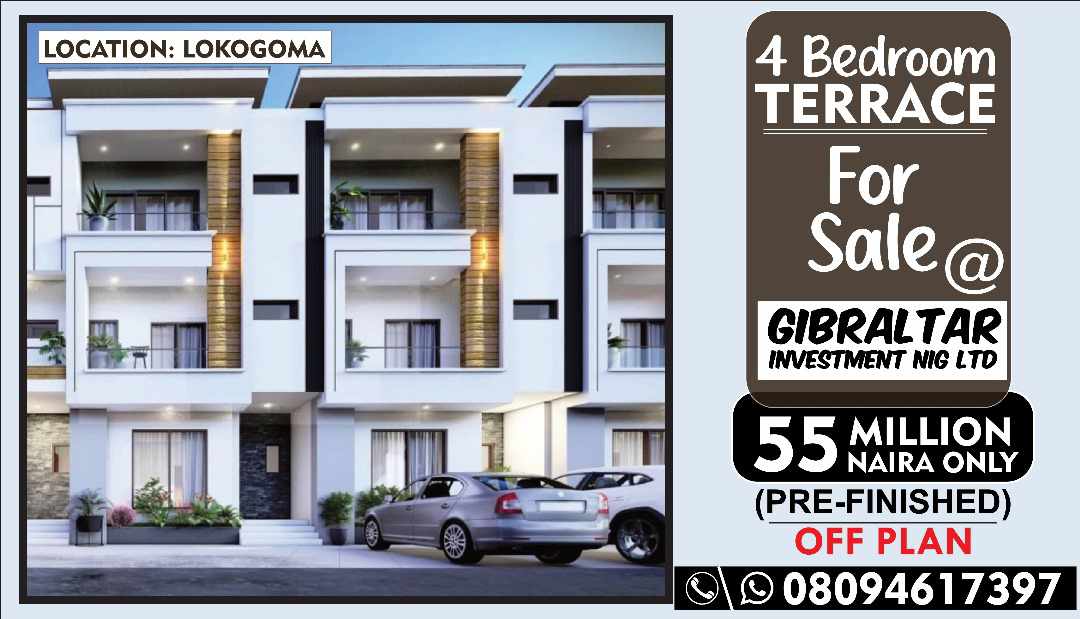 LOCATION: LOKOGOMA
4 Bedroom
TERRACE
For
Sale @
GIBRALTAR
INVESTMENT NIG LTD
55 MILLION
NAIRA ONLY
(PRE-FINISHED)
OFF PLAN
08094617397